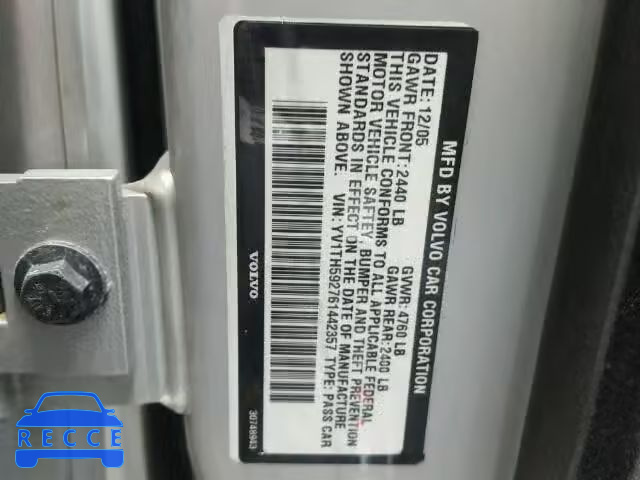 MFD BY VOLVO CAR CORPORATION
DATE: 12/05 GVWR: 4760 LB
GAWR FRONT: 2440 LB GAWR REAR: 2400 LB
THIS VEHICLE CONFORMS TO ALL APPLICABLE FEDERAL
MOTOR VEHICLE SAFTEY, BUMPER AND THEFT PREVENTION
STANDARDS IN EFFECT ON THE DATE OF MANUFACTURE
SHOWN ABOVE. VIN: YV1TH592761442357 TYPE: PASS CAR
VOLVO
30748943
RECCE